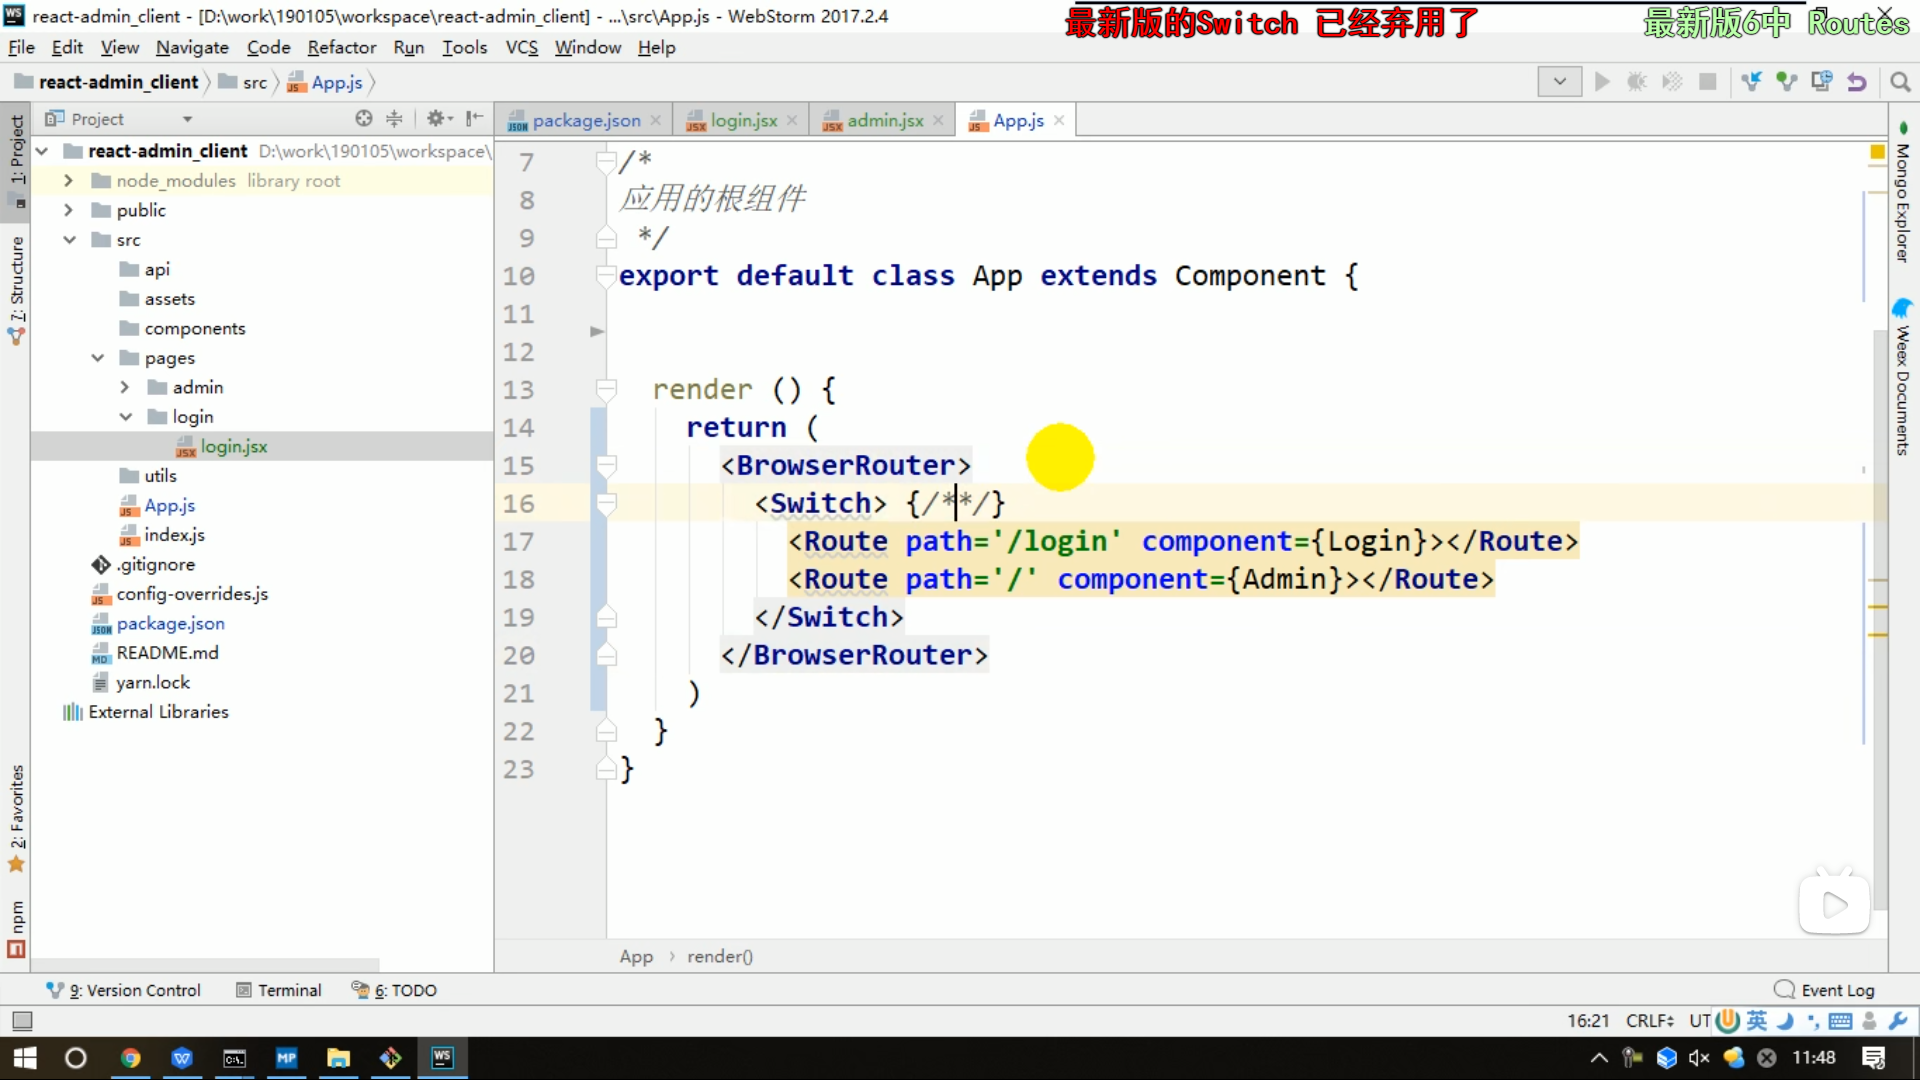 react-admin_client - [D:\work\190105\workspace\react-admin_client] - ...\src\App.js - WebStorm 2017.2.4
最新版的Switch 已经弃用了
最新版6中 Routes
File Edit View Navigate Code Refactor Run Tools VCS Window Help
react-admin_client src App.js
1: Project
7: Structure
2: Favorites
npm
Project
react-admin_client D:\work\190105\workspace\
node_modules library root
public
src
api
assets
components
pages
admin
login
login.jsx
utils
App.js
index.js
.gitignore
config-overrides.js
package.json
README.md
yarn.lock
External Libraries
package.json login.jsx admin.jsx App.js
7 /*
8 应用的根组件
9 */
10 export default class App extends Component {
11
12
13 render () {
14 return (
15 <BrowserRouter>
16 <Switch> {/**/}
17 <Route path='/login' component={Login}></Route>
18 <Route path='/' component={Admin}></Route>
19 </Switch>
20 </BrowserRouter>
21 )
22 }
23 }
App › render()
Mongo Explorer
Weex Documents
9: Version Control Terminal 6: TODO Event Log
16:21 CRLF UT 英
11:48